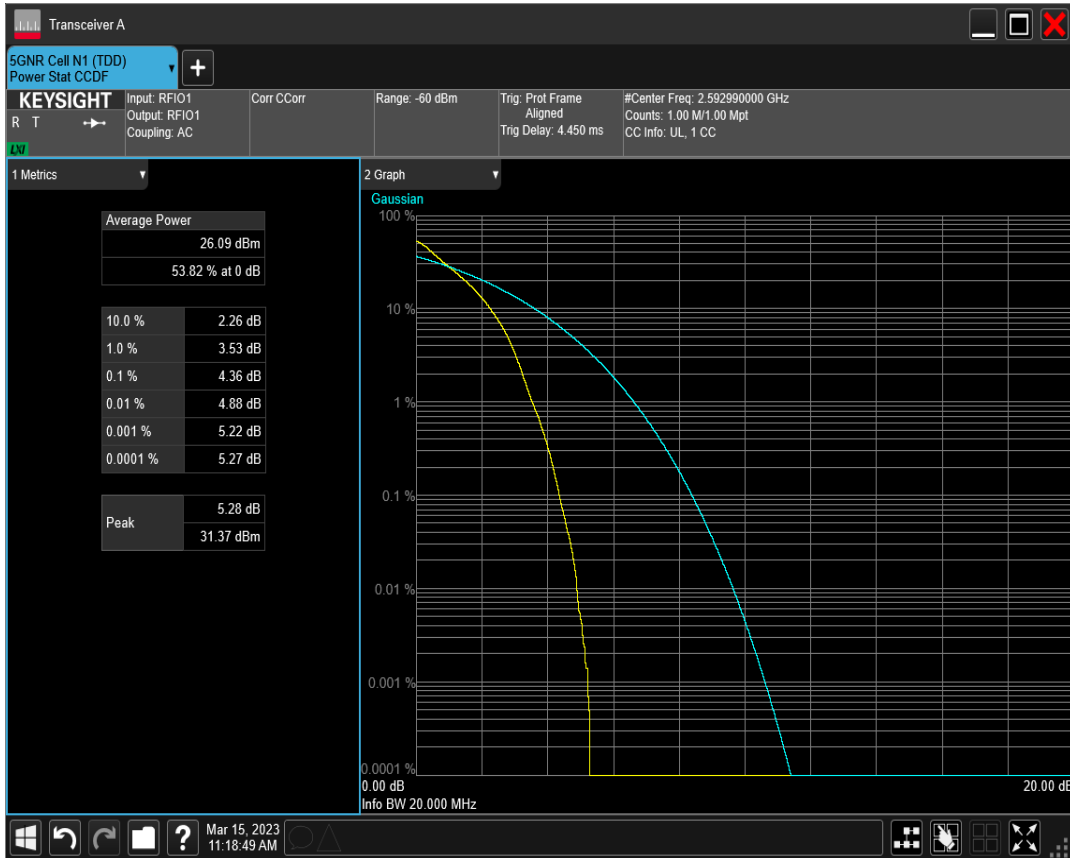 Transceiver A
5GNR Cell N1 (TDD)
Power Stat CCDF
KEYSIGHT
R T
LXI
Input: RFIO1
Output: RFIO1
Coupling: AC
Corr CCorr
Range: -60 dBm
Trig: Prot Frame
Aligned
Trig Delay: 4.450 ms
#Center Freq: 2.592990000 GHz
Counts: 1.00 M/1.00 Mpt
CC Info: UL, 1 CC
1 Metrics
Average Power
26.09 dBm
53.82 % at 0 dB
10.0 % 2.26 dB
1.0 % 3.53 dB
0.1 % 4.36 dB
0.01 % 4.88 dB
0.001 % 5.22 dB
0.0001 % 5.27 dB
Peak 5.28 dB
31.37 dBm
2 Graph
Gaussian
100 %
10 %
1 %
0.1 %
0.01 %
0.001 %
0.0001 %
0.00 dB 20.00 dB
Info BW 20.000 MHz
?
Mar 15, 2023
11:18:49 AM